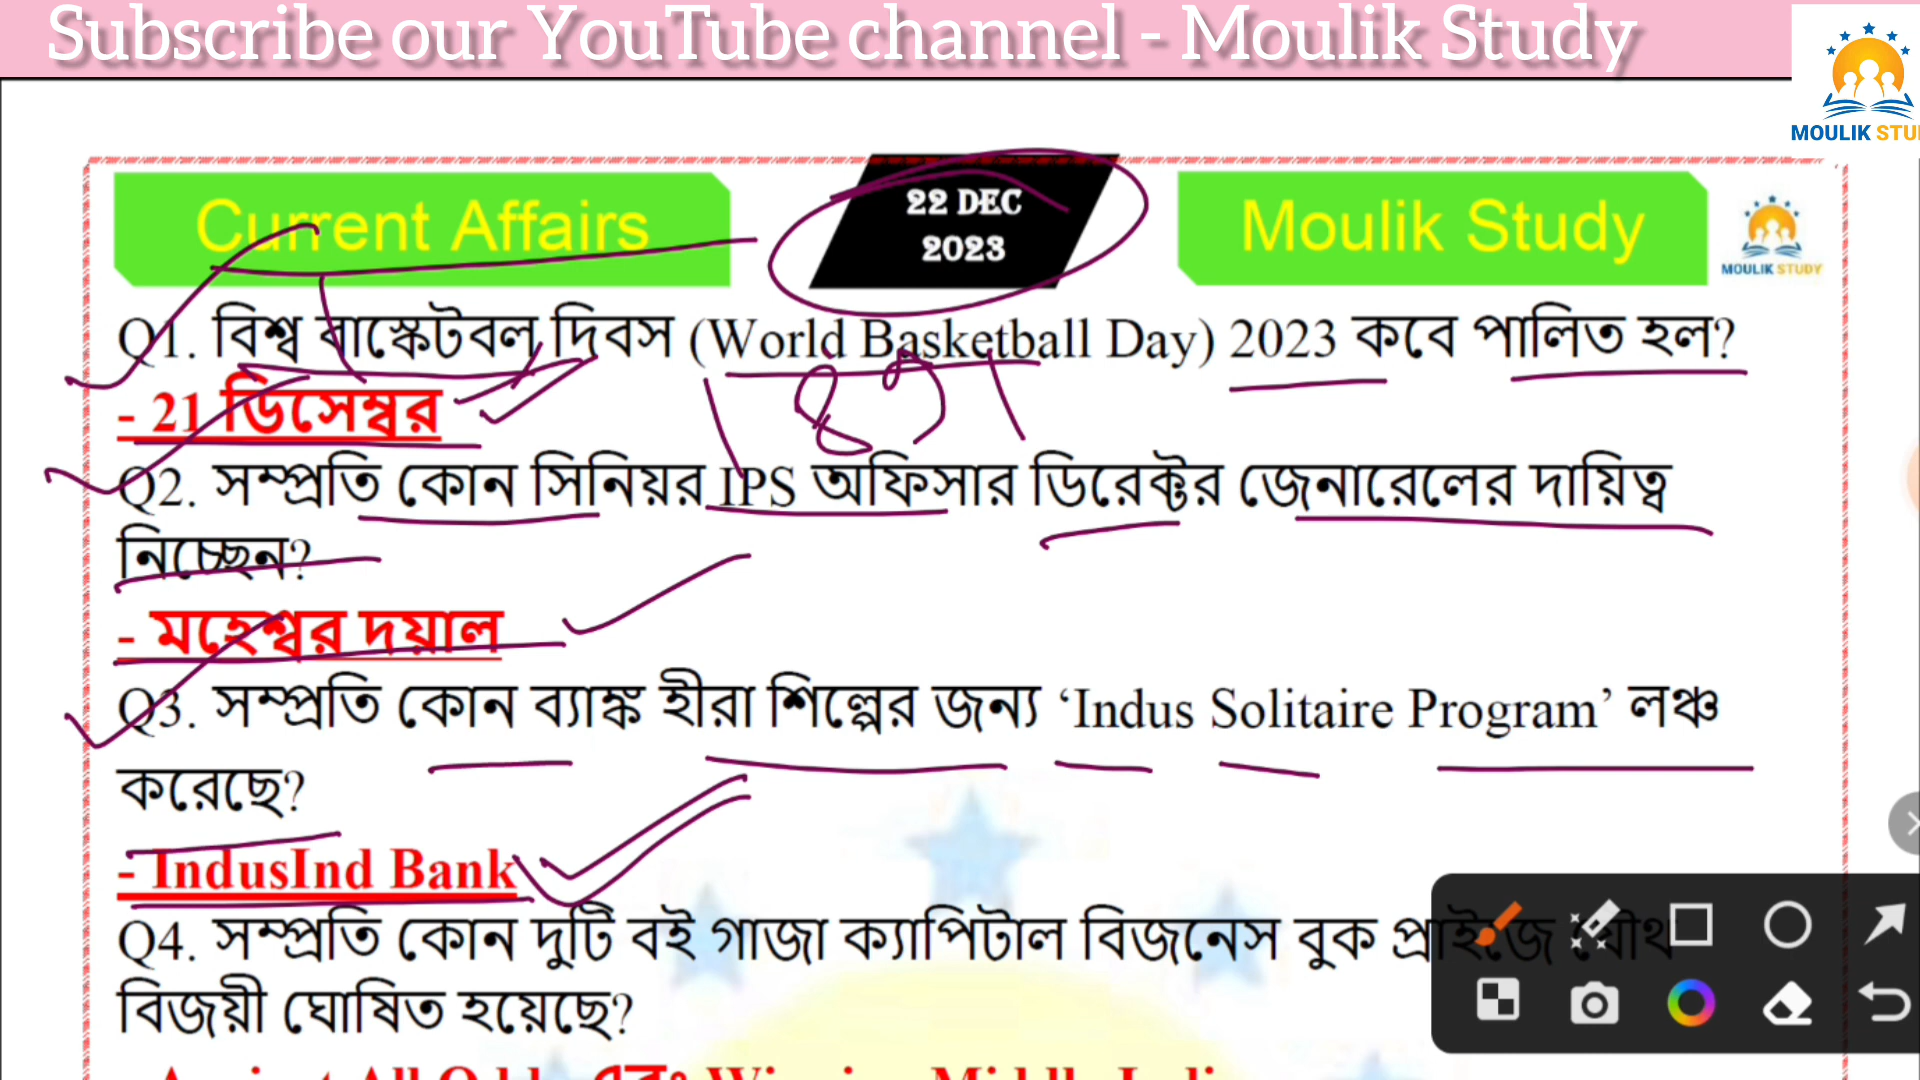 Subscribe our YouTube channel - Moulik Study
MOULIK STU
Current Affairs
22 DEC
2023
Moulik Study
MOULIK STUDY
Q1. বিশ্ব বাস্কেটবল দিবস (World Basketball Day) 2023 কবে পালিত হল?
- 21 ডিসেম্বর
1891
Q2. সম্প্রতি কোন সিনিয়র IPS অফিসার ডিরেক্টর জেনারেলের দায়িত্ব
নিচ্ছেন?
- মহেশ্বর দয়াল
Q3. সম্প্রতি কোন ব্যাঙ্ক হীরা শিল্পের জন্য ‘Indus Solitaire Program’ লঞ্চ
করেছে?
- IndusInd Bank
Q4. সম্প্রতি কোন দুটি বই গাজা ক্যাপিটাল বিজনেস বুক প্রাইজে যৌথ
বিজয়ী ঘোষিত হয়েছে?